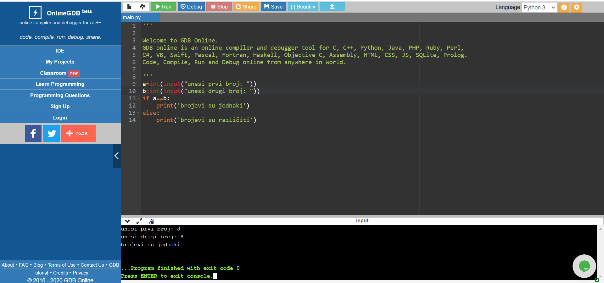 OnlineGDB beta
online compiler and debugger for c/c++
code. compile. run. debug. share.
IDE
My Projects
Classroom
Learn Programming
Programming Questions
Sign Up
Login
About • FAQ • Blog • Terms of Use • Contact Us • GDB
Tutorial • Credits • Privacy
© 2016 - 2020 GDB Online
Run Debug Stop Share Save Beautify
Language Python 3
main.py
1 '''
2
3 Welcome to GDB Online.
4 GDB online is an online compiler and debugger tool for C, C++, Python, Java, PHP, Ruby, Perl,
5 C#, VB, Swift, Pascal, Fortran, Haskell, Objective C, Assembly, HTML, CSS, JS, SQLite, Prolog.
6 Code, Compile, Run and Debug online from anywhere in world.
7
8 '''
9 a=int(input("unesi prvi broj: "))
10 b=int(input("unesi drugi broj: "))
11 if a==b:
12 print('brojevi su jednaki')
13 else:
14 print('brojevi su različiti')
input
unesi prvi broj:
unesi drugi broj:
brojevi su jednaki
...Program finished with exit code 0
Press ENTER to exit console.